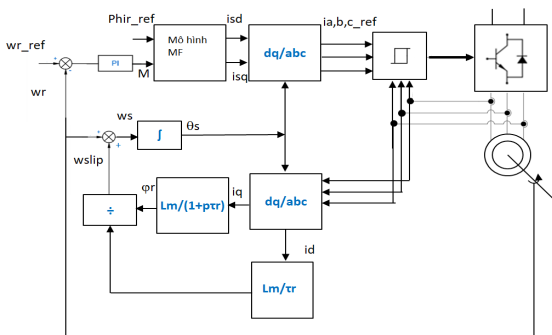 Phir_ref
wr_ref
wr
PI
M
Mô hình
MF
isd
isq
dq/abc
ia,b,c_ref
ws
∫
θs
wslip
÷
φr
Lm/(1+pτr)
iq
dq/abc
id
Lm/τr